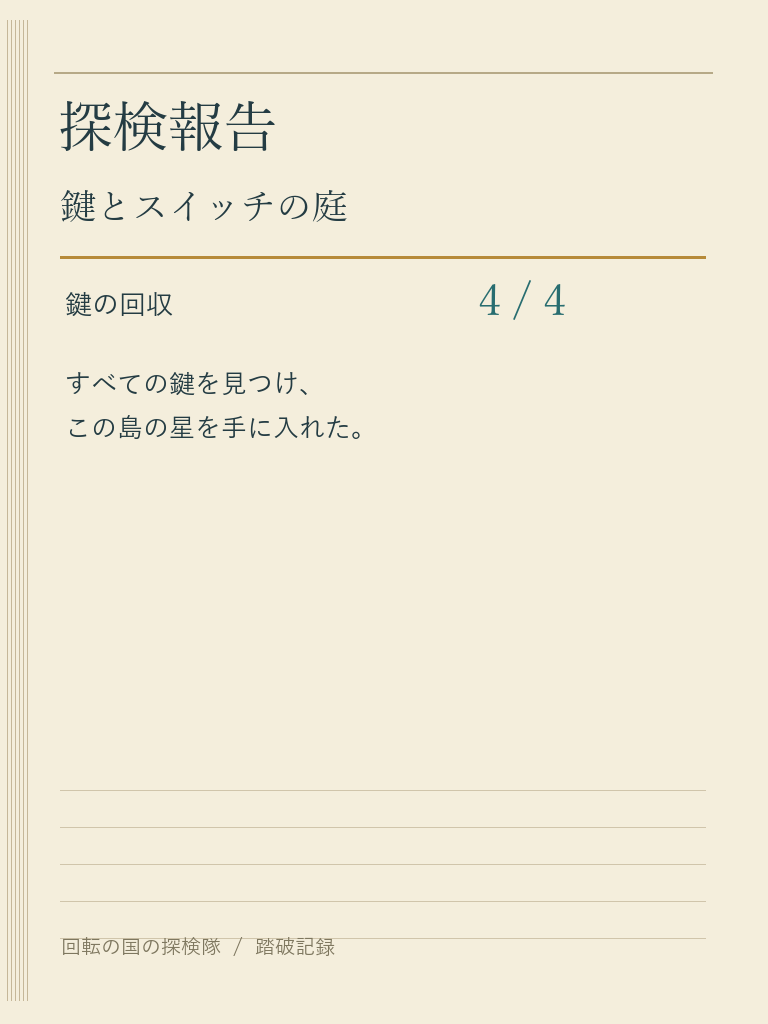 探検報告
鍵とスイッチの庭
鍵の回収 4 / 4
すべての鍵を見つけ、
この島の星を手に入れた。
回転の国の探検隊 / 踏破記録